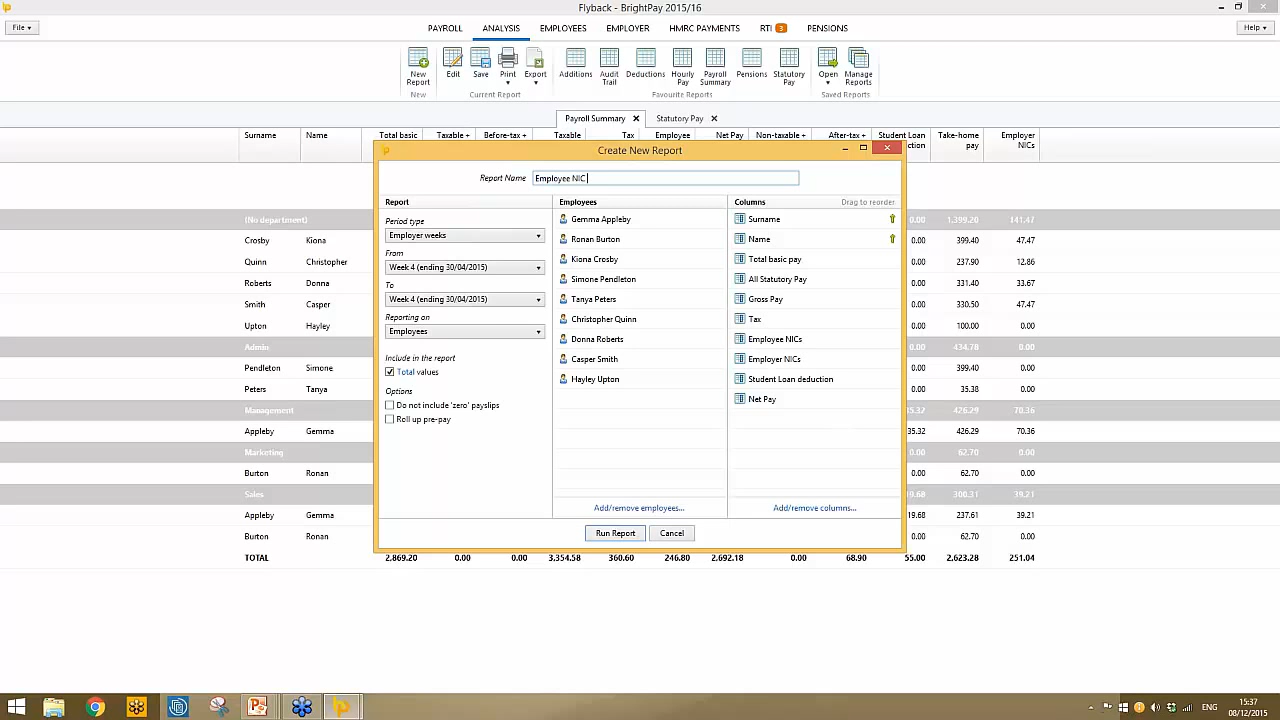 Flyback - BrightPay 2015/16
File
PAYROLL ANALYSIS EMPLOYEES EMPLOYER HMRC PAYMENTS RTI 3 PENSIONS
Help
New Report Edit Save Print Export Additions Audit Trail Deductions Hourly Pay Payroll Summary Pensions Statutory Pay Open Manage Reports
New Current Report Favourite Reports Saved Reports
Payroll Summary Statutory Pay
Surname Name Total basic Taxable + Before-tax + Taxable Tax Employee Net Pay Non-taxable + After-tax + Student Loan Take-home pay Employer NICs
ction
Create New Report
Report Name Employee NIC
Report Employees Columns Drag to reorder
Period type
Employer weeks
From
Week 4 (ending 30/04/2015)
To
Week 4 (ending 30/04/2015)
Reporting on
Employees
Include in the report
Total values
Options
Do not include 'zero' payslips
Roll up pre-pay
Gemma Appleby
Ronan Burton
Kiona Crosby
Simone Pendleton
Tanya Peters
Christopher Quinn
Donna Roberts
Casper Smith
Hayley Upton
Add/remove employees...
Surname
Name
Total basic pay
All Statutory Pay
Gross Pay
Tax
Employee NICs
Employer NICs
Student Loan deduction
Net Pay
Add/remove columns...
Run Report Cancel
(No department) 0.00 1,399.20 141.47
Crosby Kiona 0.00 399.40 47.47
Quinn Christopher 0.00 237.90 12.86
Roberts Donna 0.00 331.40 33.67
Smith Casper 0.00 330.50 47.47
Upton Hayley 0.00 100.00 0.00
Admin 0.00 434.78 0.00
Pendleton Simone 0.00 399.40 0.00
Peters Tanya 0.00 35.38 0.00
Management 35.32 426.29 70.36
Appleby Gemma 35.32 426.29 70.36
Marketing 0.00 62.70 0.00
Burton Ronan 0.00 62.70 0.00
Sales 19.68 300.31 39.21
Appleby Gemma 19.68 237.61 39.21
Burton Ronan 0.00 62.70 0.00
TOTAL 2,869.20 0.00 0.00 3,354.58 360.60 246.80 2,692.18 0.00 68.90 55.00 2,623.28 251.04
ENG
15:37
08/12/2015